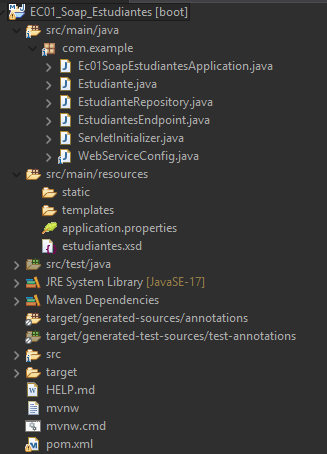 EC01_Soap_Estudiantes [boot]
src/main/java
com.example
Ec01SoapEstudiantesApplication.java
Estudiante.java
EstudianteRepository.java
EstudiantesEndpoint.java
ServletInitializer.java
WebServiceConfig.java
src/main/resources
static
templates
application.properties
estudiantes.xsd
src/test/java
JRE System Library [JavaSE-17]
Maven Dependencies
target/generated-sources/annotations
target/generated-test-sources/test-annotations
src
target
HELP.md
mvnw
mvnw.cmd
pom.xml